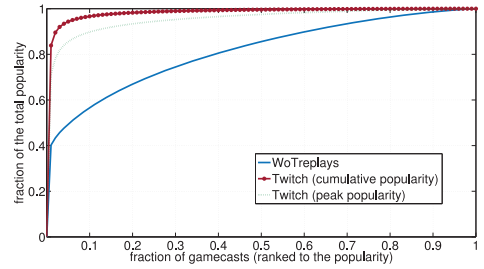 fraction of the total popularity
1
0.8
0.6
0.4
0.2
0
WoTreplays
Twitch (cumulative popularity)
Twitch (peak popularity)
0.1 0.2 0.3 0.4 0.5 0.6 0.7 0.8 0.9 1
fraction of gamecasts (ranked to the popularity)